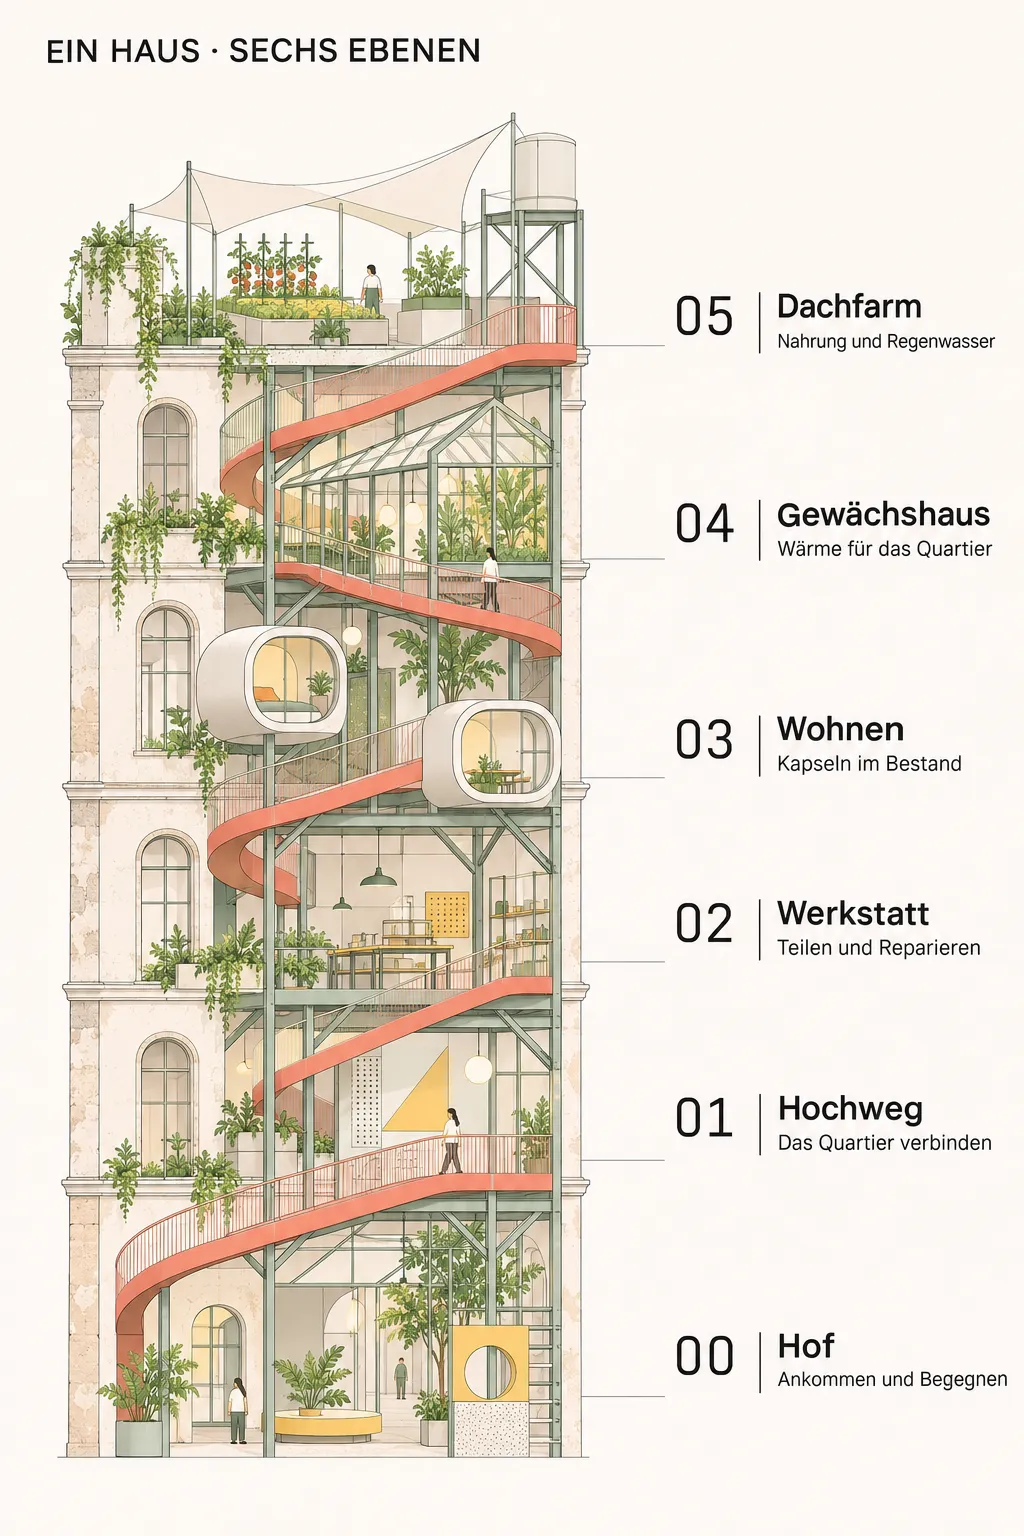 EIN HAUS · SECHS EBENEN
05
Dachfarm
Nahrung und Regenwasser
04
Gewächshaus
Wärme für das Quartier
03
Wohnen
Kapseln im Bestand
02
Werkstatt
Teilen und Reparieren
01
Hochweg
Das Quartier verbinden
00
Hof
Ankommen und Begegnen